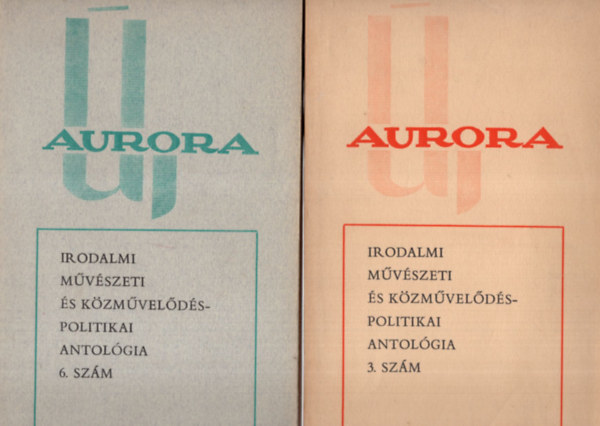 Új
AURORA
IRODALMI
MŰVÉSZETI
ÉS KÖZMŰVELŐDÉS-
POLITIKAI
ANTOLÓGIA
6. SZÁM
Új
AURORA
IRODALMI
MŰVÉSZETI
ÉS KÖZMŰVELŐDÉS-
POLITIKAI
ANTOLÓGIA
3. SZÁM